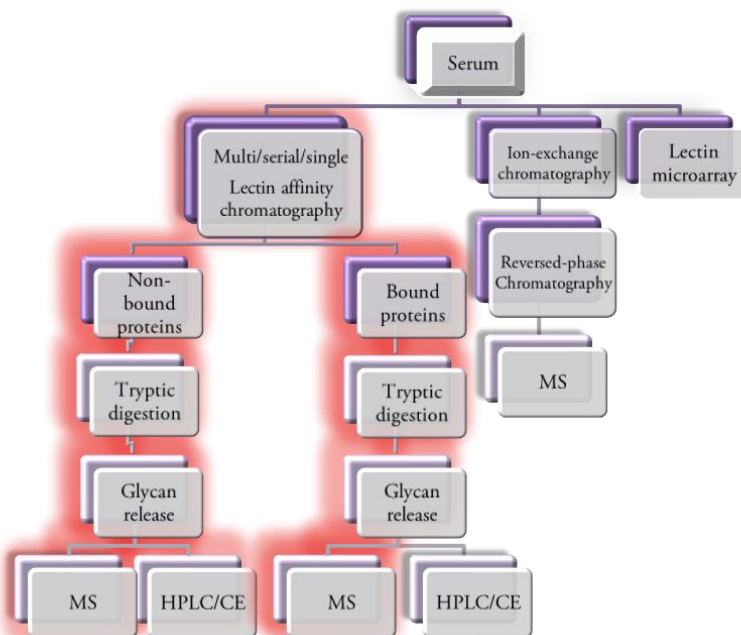 Serum
Multi/serial/single
Lectin affinity
chromatography
Ion-exchange
chromatography
Lectin
microarray
Reversed-phase
Chromatography
MS
Non-
bound
proteins
Bound
proteins
Tryptic
digestion
Tryptic
digestion
Glycan
release
Glycan
release
MS
HPLC/CE
MS
HPLC/CE